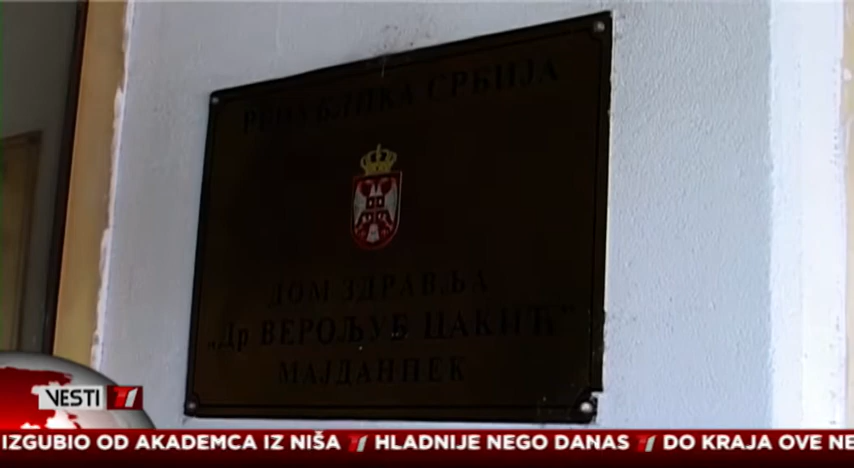 РЕПУБЛИКА СРБИЈА
ДОМ ЗДРАВЉА
„Др ВЕРОЉУБ ЦАКИЋ”
МАЈДАНПЕК
VESTI
IZGUBIO OD AKADEMCA IZ NIŠA HLADNIJE NEGO DANAS DO KRAJA OVE NE